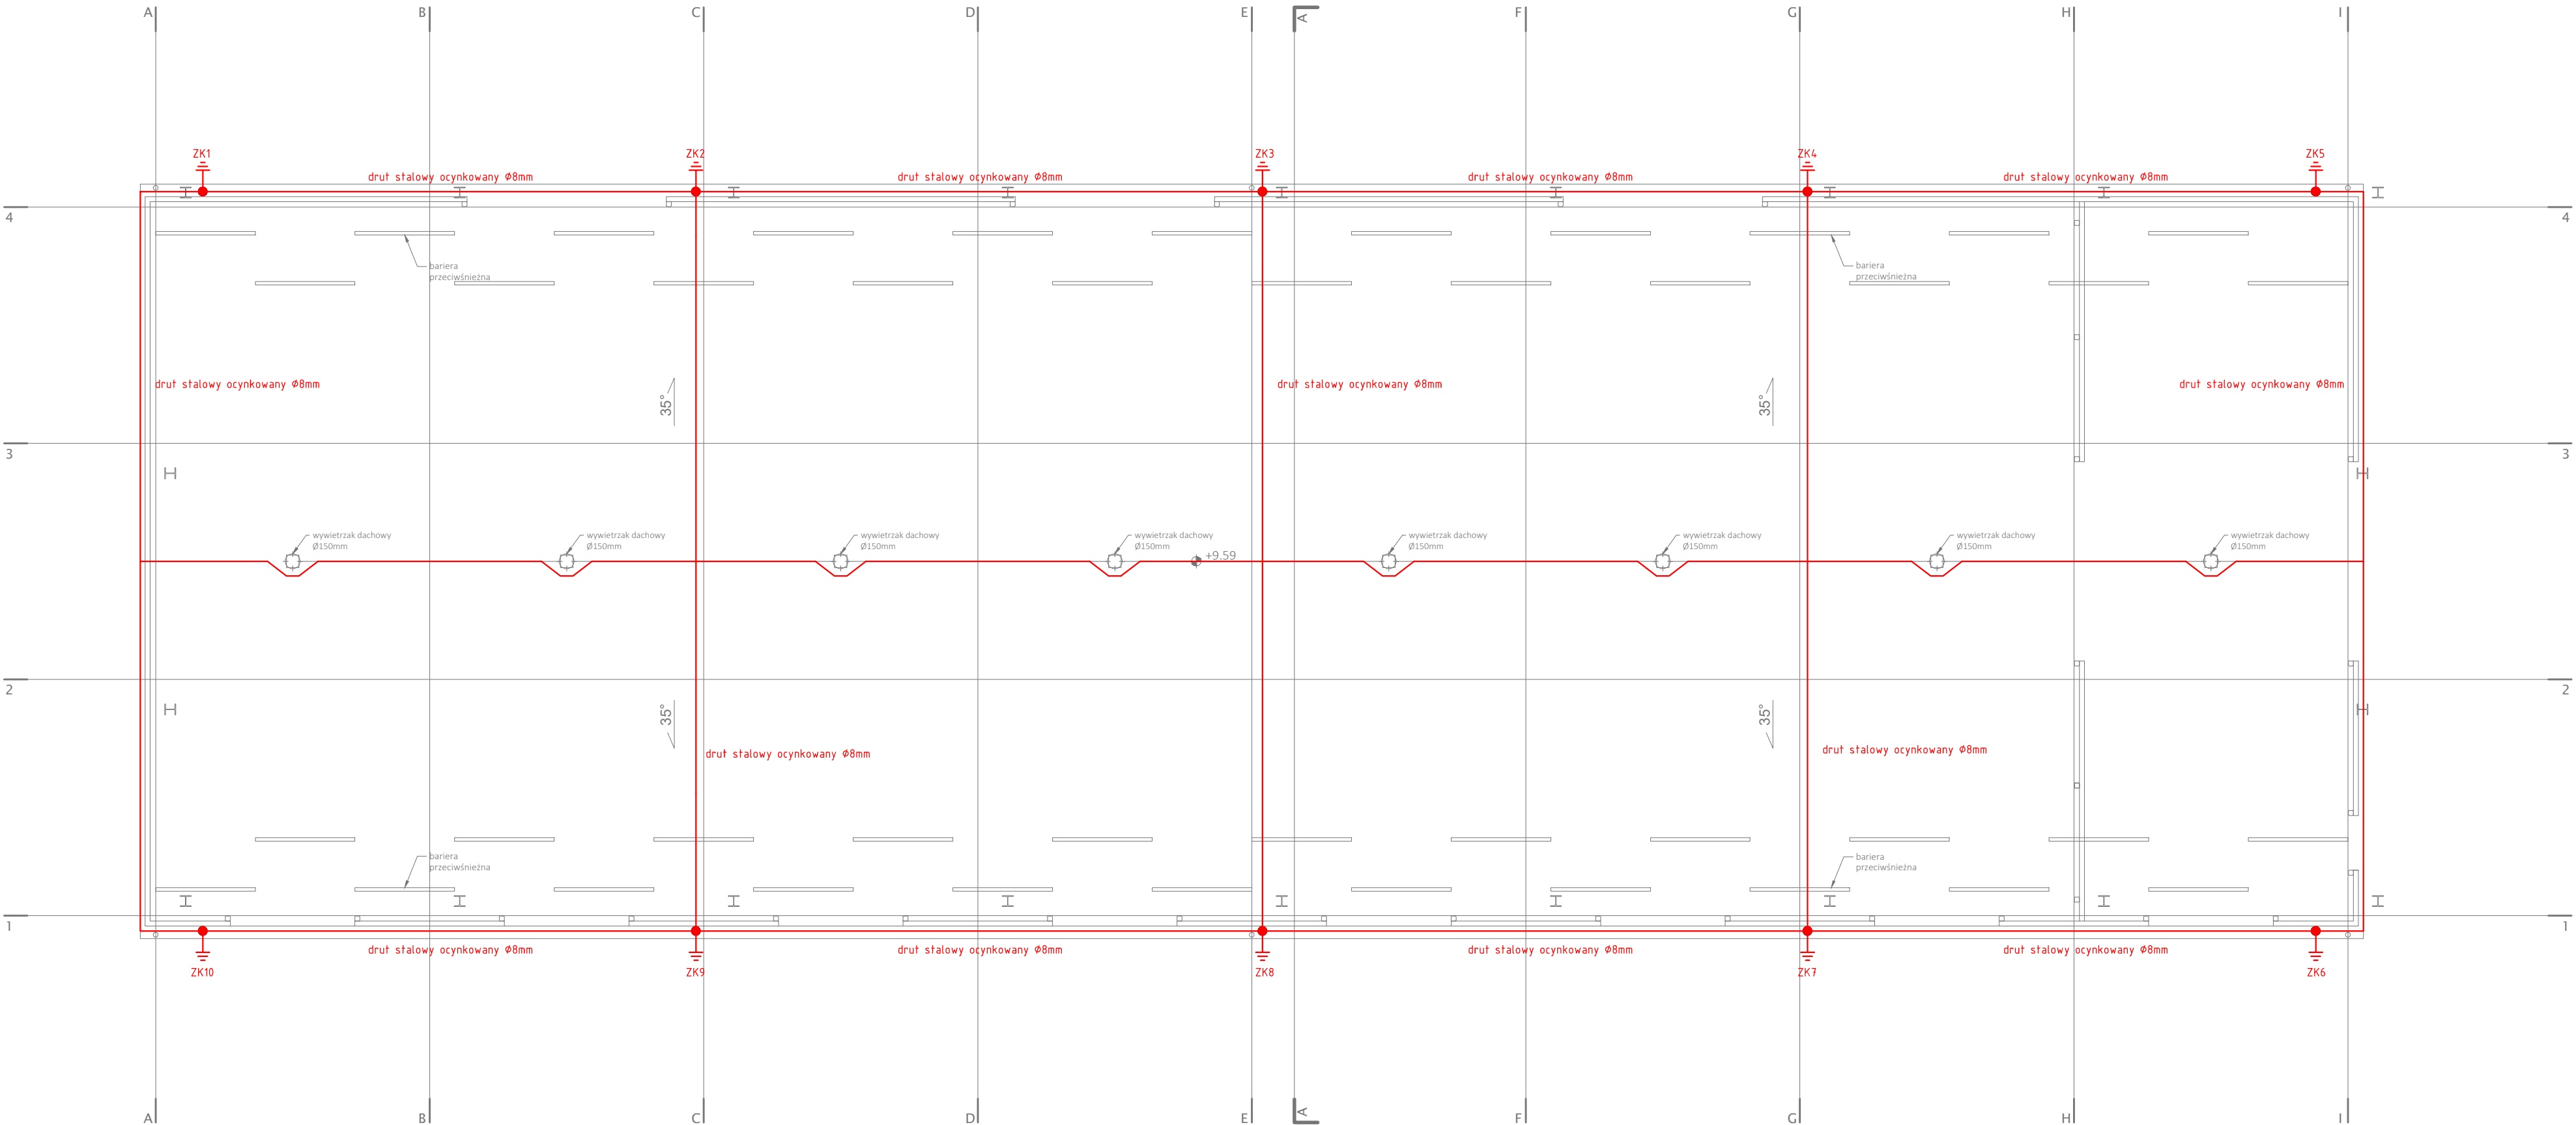 A B C D E A F G H I
ZK1 ZK2 ZK3 ZK4 ZK5
drut stalowy ocynkowany Ø8mm drut stalowy ocynkowany Ø8mm drut stalowy ocynkowany Ø8mm drut stalowy ocynkowany Ø8mm
4 4
bariera bariera
przeciwśnieżna przeciwśnieżna
drut stalowy ocynkowany Ø8mm drut stalowy ocynkowany Ø8mm drut stalowy ocynkowany Ø8mm
35° 35°
3 3
wywietrzak dachowy wywietrzak dachowy wywietrzak dachowy wywietrzak dachowy wywietrzak dachowy wywietrzak dachowy wywietrzak dachowy wywietrzak dachowy
Ø150mm Ø150mm Ø150mm Ø150mm Ø150mm Ø150mm Ø150mm Ø150mm
+9.59
2 2
35° 35°
drut stalowy ocynkowany Ø8mm drut stalowy ocynkowany Ø8mm
bariera bariera
przeciwśnieżna przeciwśnieżna
1 1
drut stalowy ocynkowany Ø8mm drut stalowy ocynkowany Ø8mm drut stalowy ocynkowany Ø8mm drut stalowy ocynkowany Ø8mm
ZK10 ZK9 ZK8 ZK7 ZK6
A B C D E A F G H I